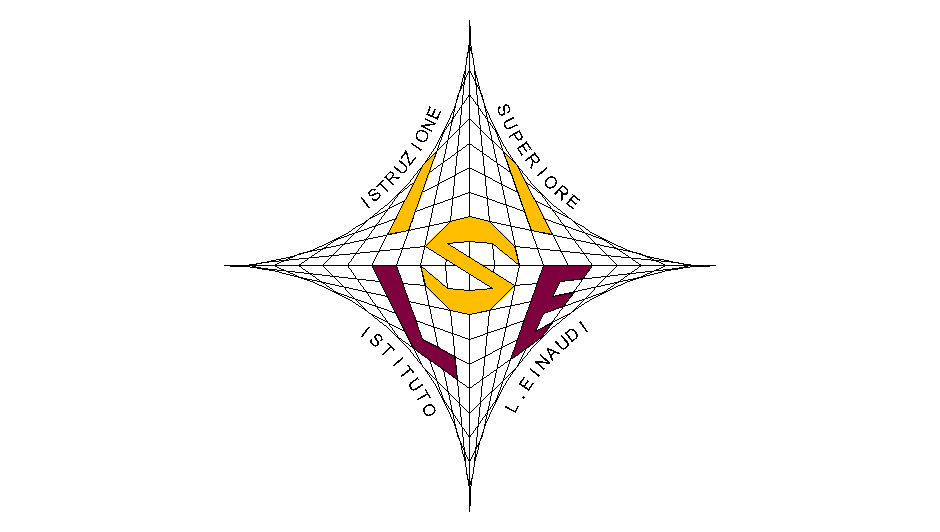 ISTRUZIONE
SUPERIORE
I I
S
L E
ISTITUTO
L.EINAUDI